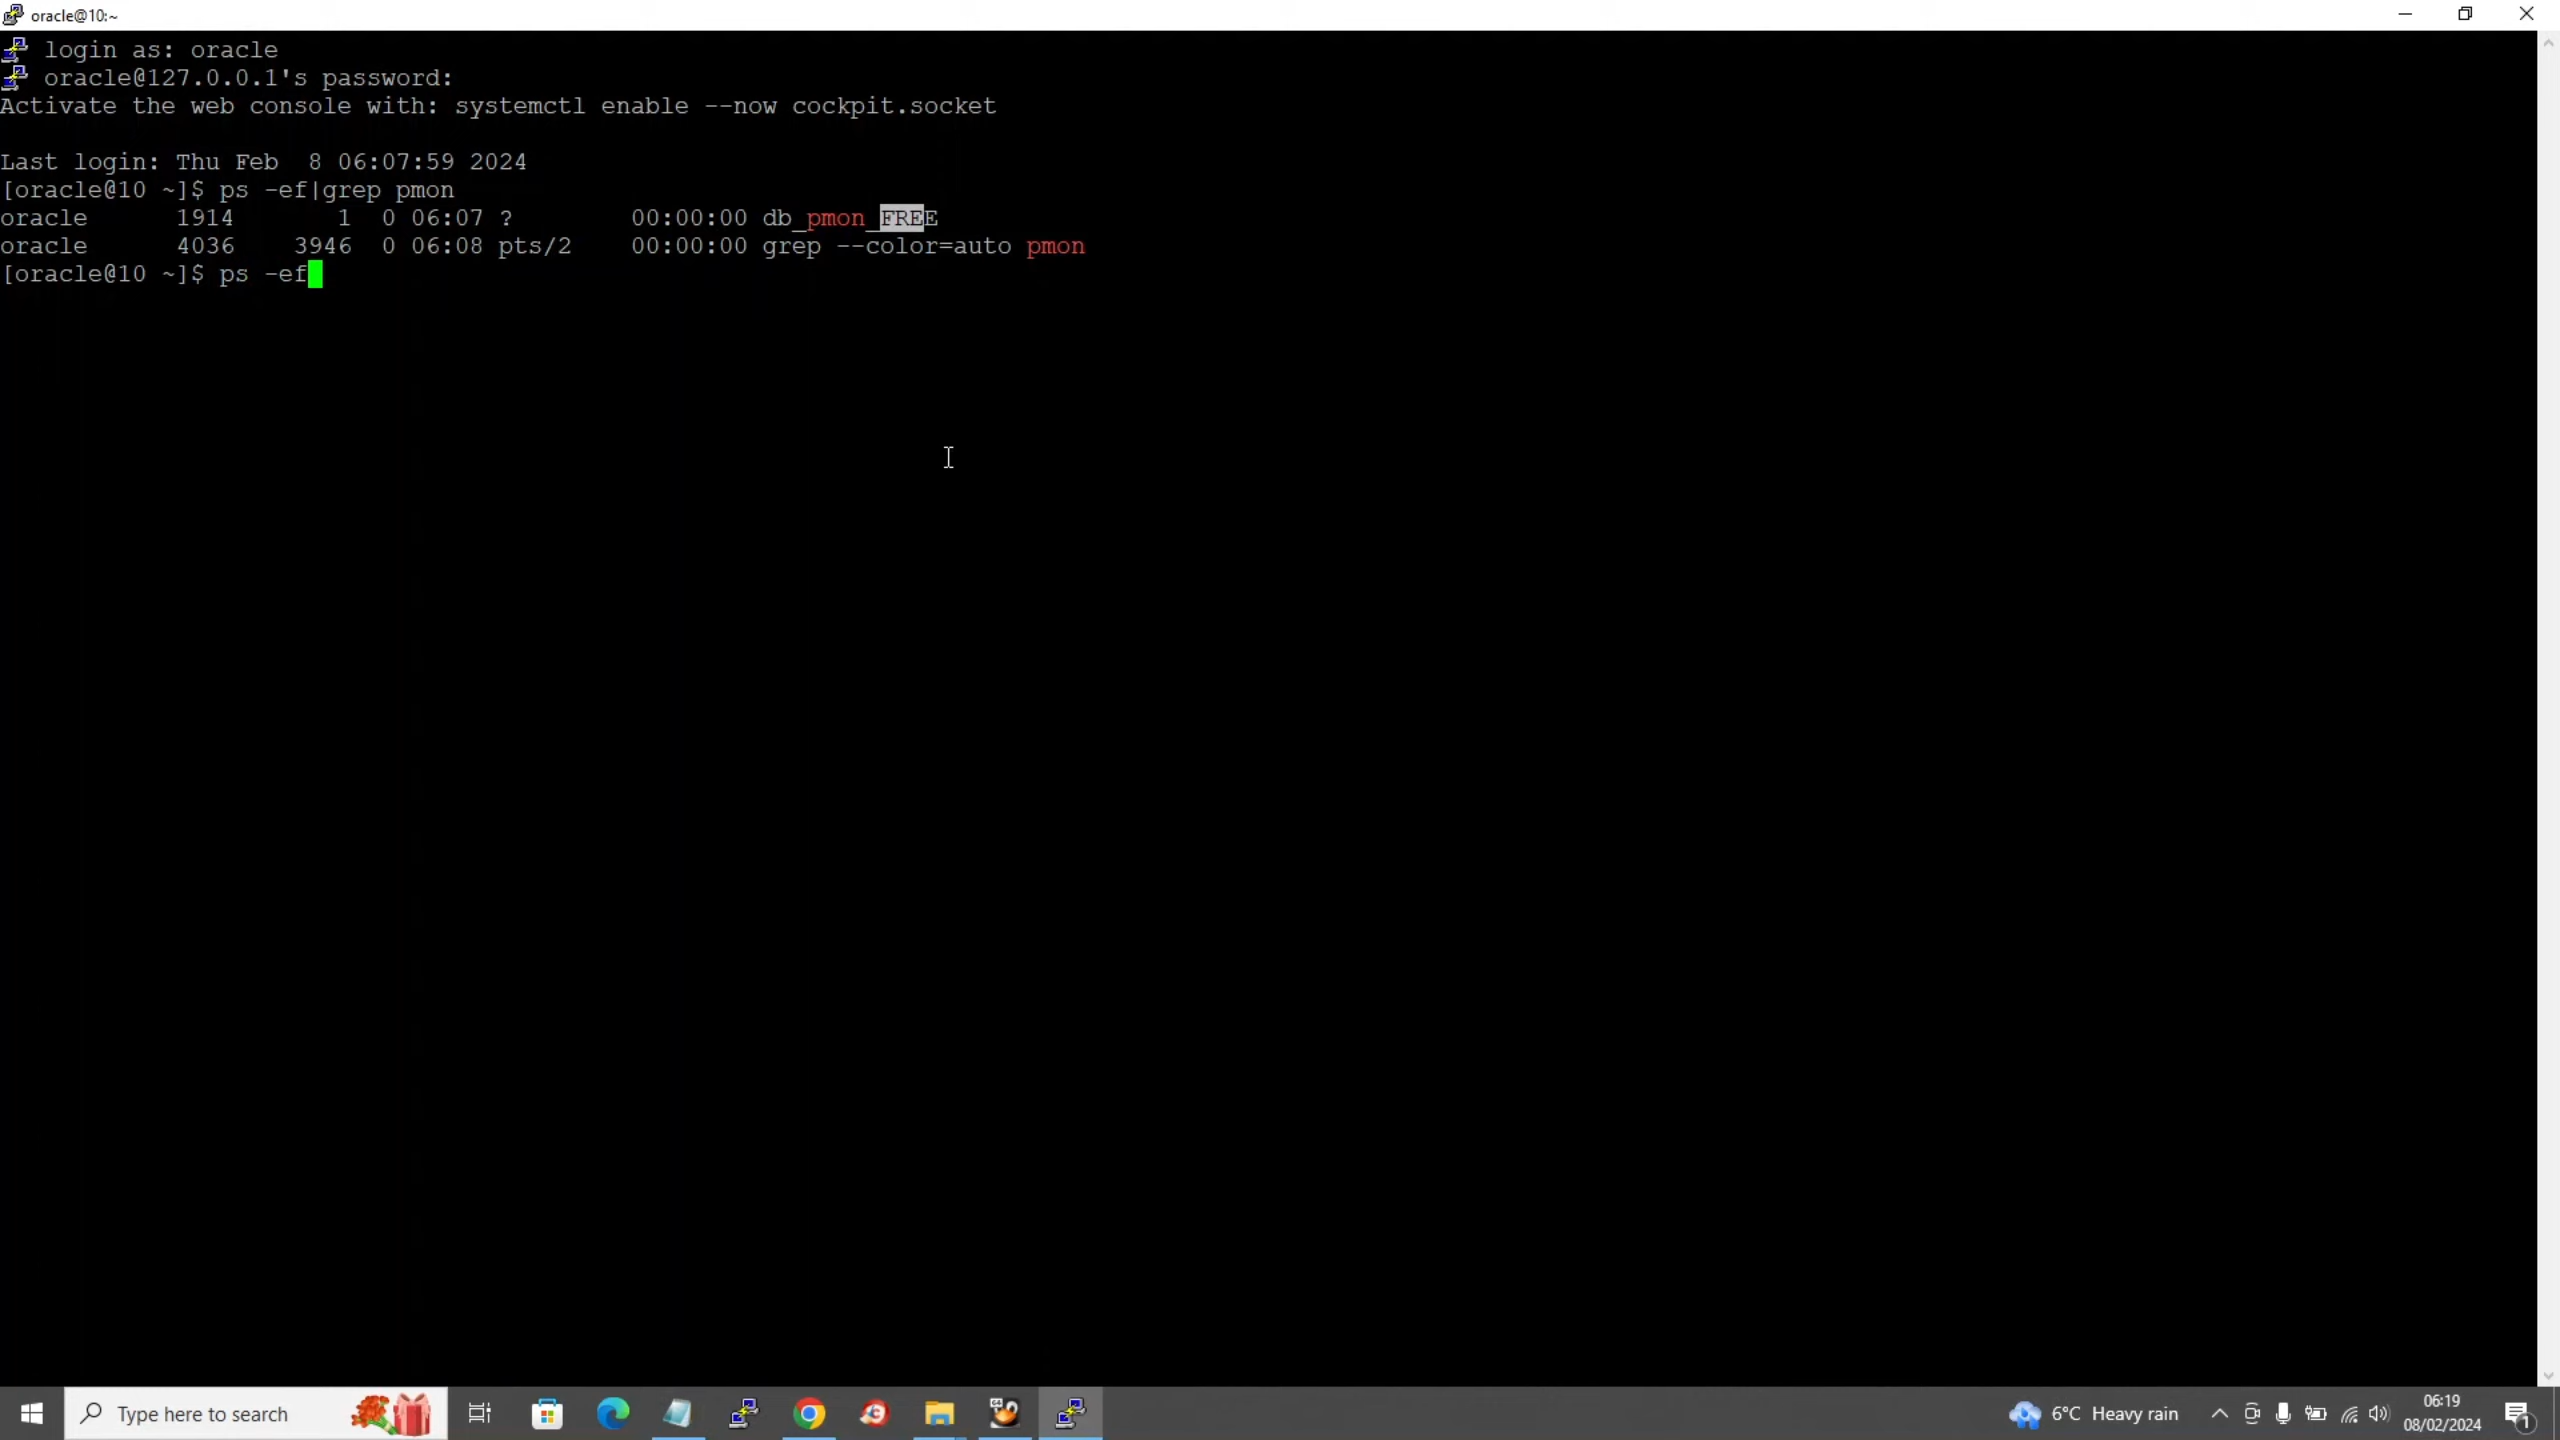 oracle@10:~
login as: oracle
oracle@127.0.0.1's password:
Activate the web console with: systemctl enable --now cockpit.socket
Last login: Thu Feb  8 06:07:59 2024
[oracle@10 ~]$ ps -ef|grep pmon
oracle      1914       1  0 06:07 ?        00:00:00 db_pmon_FREE
oracle      4036    3946  0 06:08 pts/2    00:00:00 grep --color=auto pmon
[oracle@10 ~]$ ps -ef
Type here to search
6°C Heavy rain
06:19
08/02/2024
1